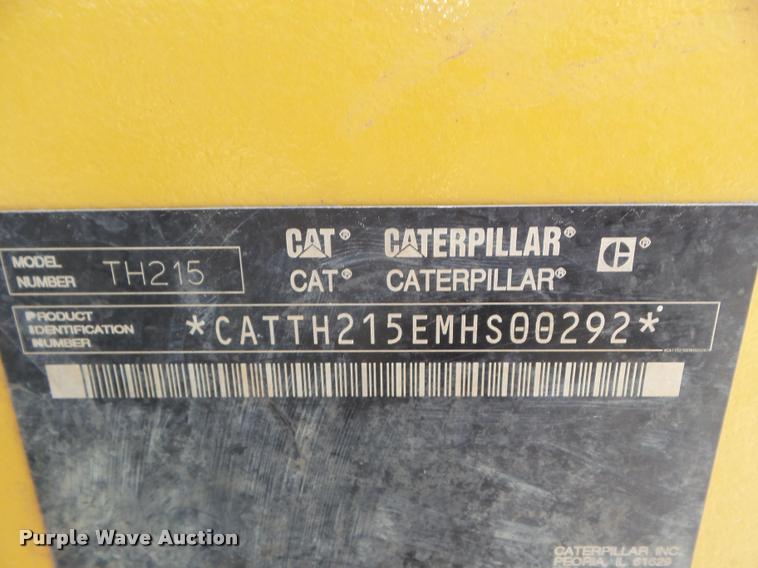 CAT® CATERPILLAR® ®
MODEL NUMBER TH215
CAT® CATERPILLAR®
PRODUCT IDENTIFICATION NUMBER *CATTH215EMHS00292*
Purple Wave Auction
CATERPILLAR INC.
PEORIA, IL 61629